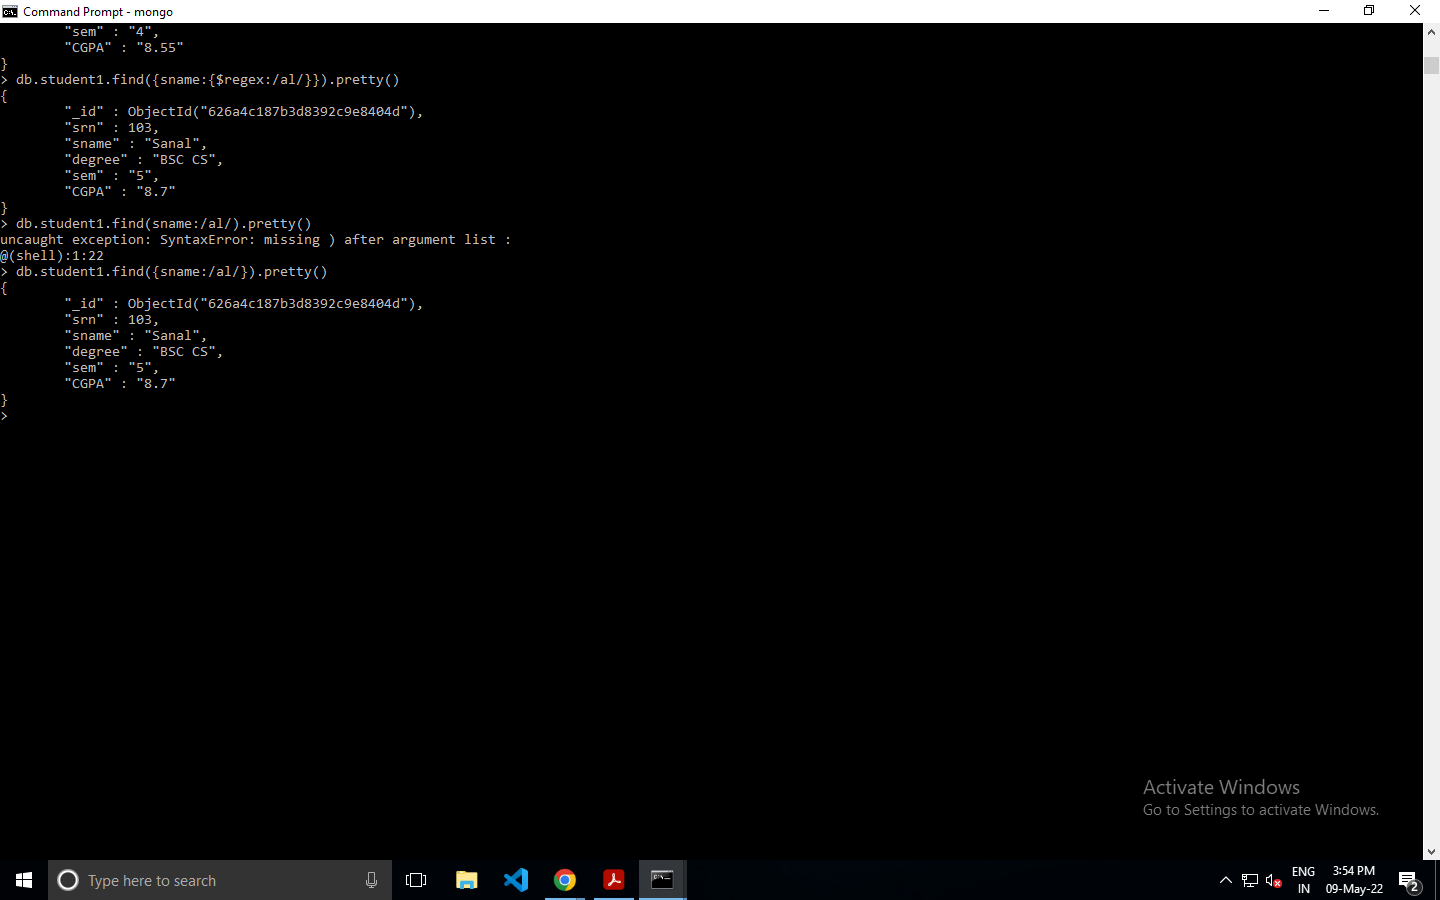 Command Prompt - mongo
"sem" : "4",
"CGPA" : "8.55"
}
> db.student1.find({sname:{$regex:/al/}}).pretty()
{
"_id" : ObjectId("626a4c187b3d8392c9e8404d"),
"srn" : 103,
"sname" : "Sanal",
"degree" : "BSC CS",
"sem" : "5",
"CGPA" : "8.7"
}
> db.student1.find(sname:/al/).pretty()
uncaught exception: SyntaxError: missing ) after argument list :
@(shell):1:22
> db.student1.find({sname:/al/}).pretty()
{
"_id" : ObjectId("626a4c187b3d8392c9e8404d"),
"srn" : 103,
"sname" : "Sanal",
"degree" : "BSC CS",
"sem" : "5",
"CGPA" : "8.7"
}
>
Activate Windows
Go to Settings to activate Windows.
Type here to search
ENG
IN
3:54 PM
09-May-22
2